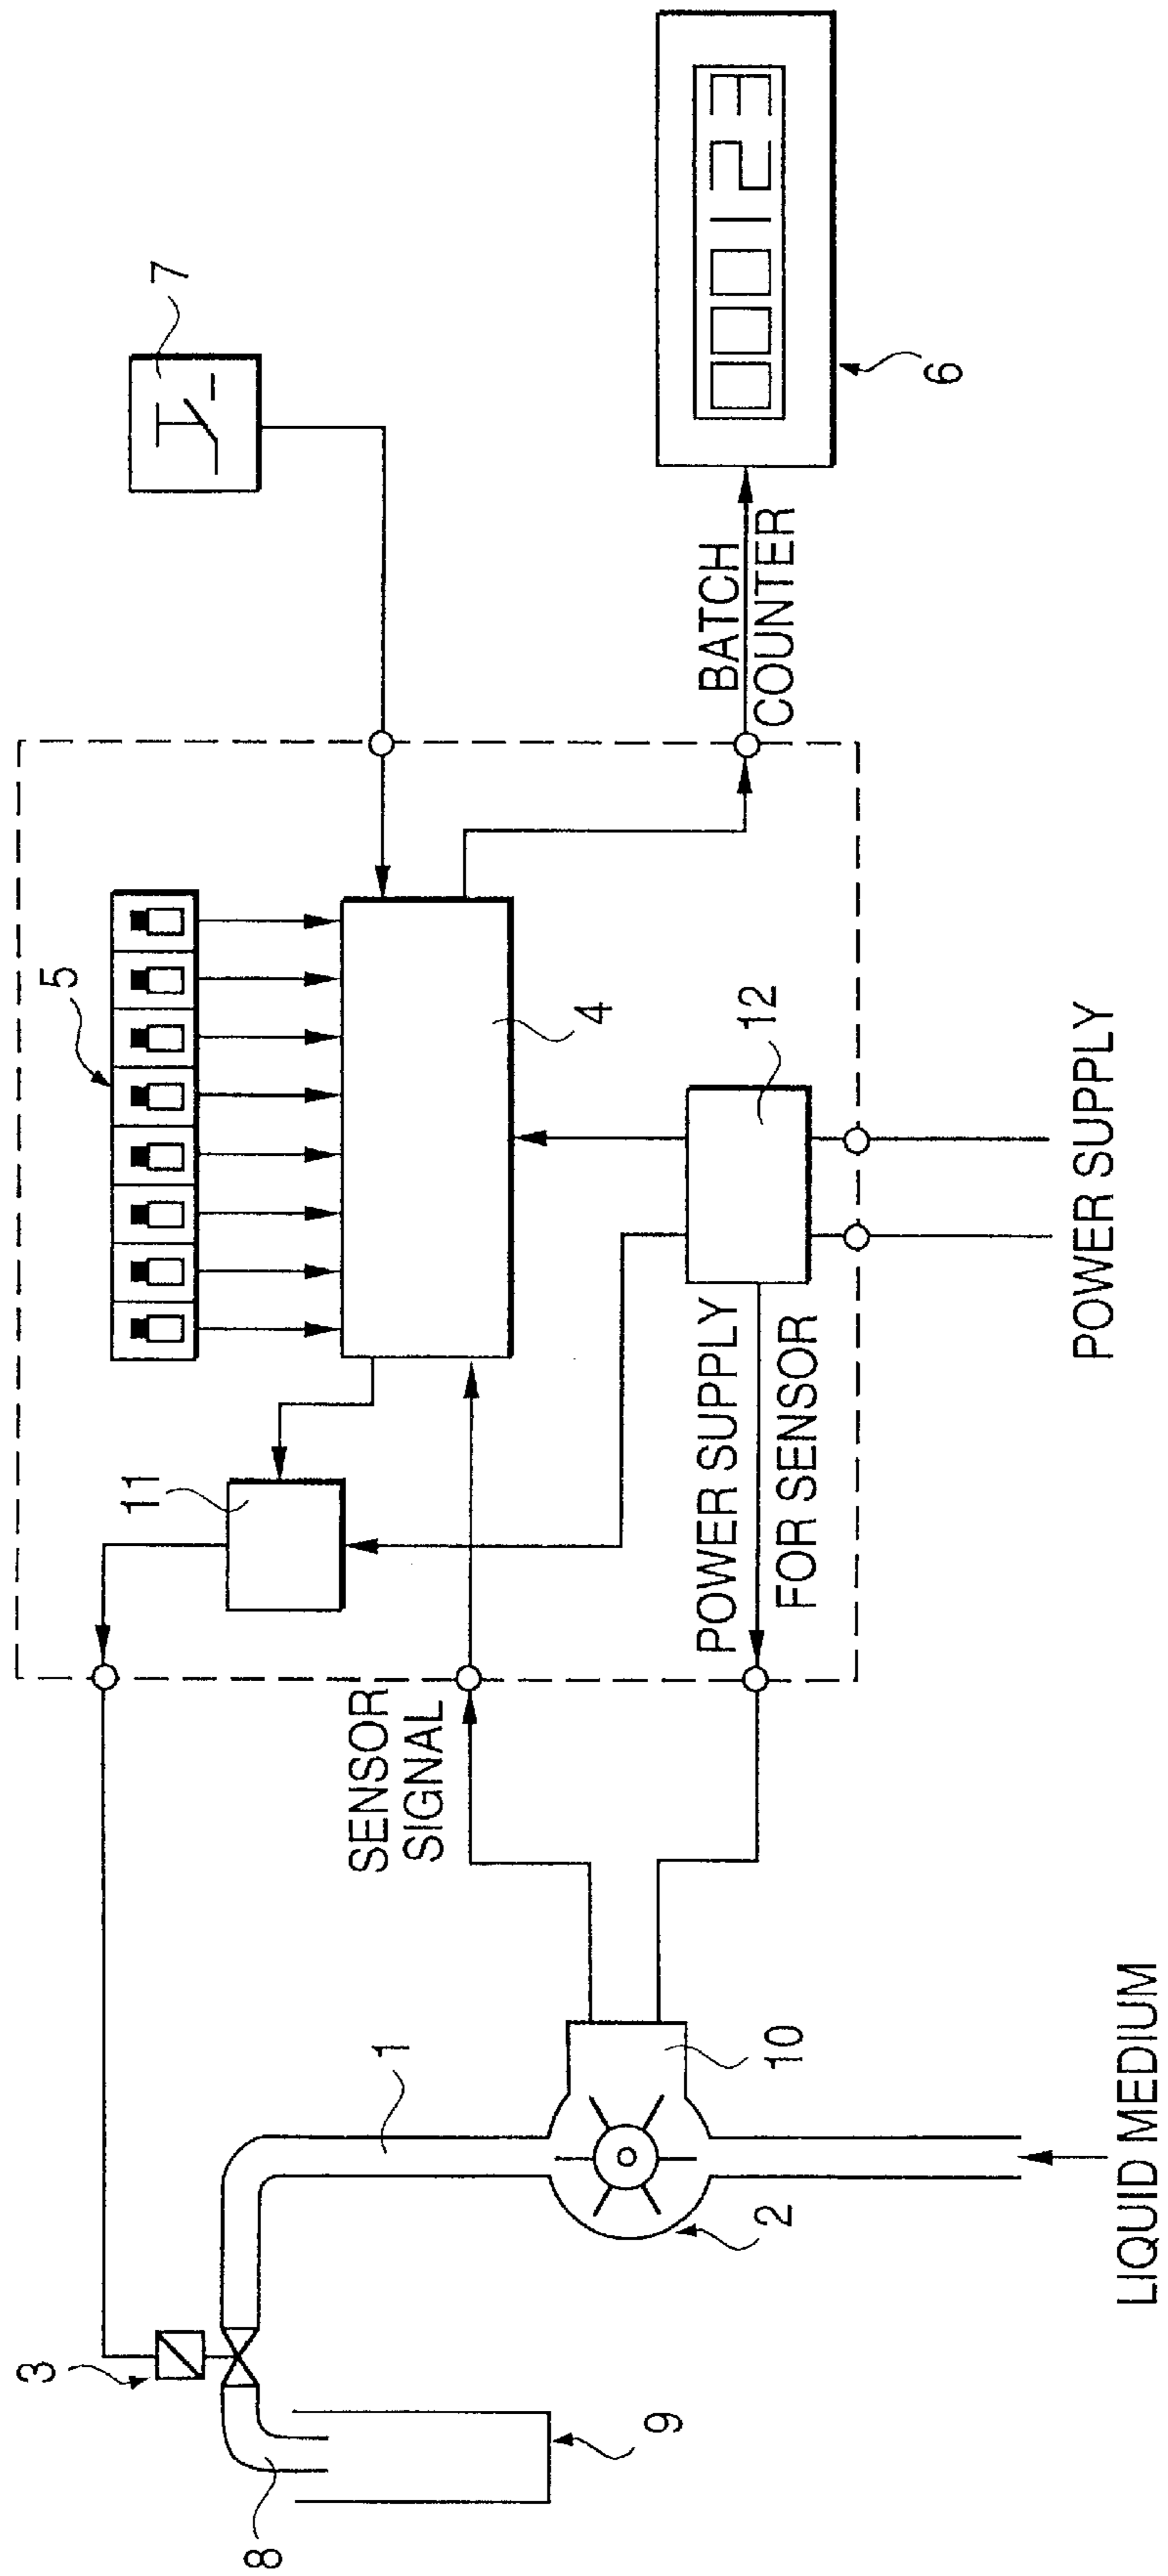 3
5
11
7
8
1
SENSOR
SIGNAL
4
9
2
10
POWER SUPPLY
FOR SENSOR
12
BATCH
COUNTER
000123
6
POWER SUPPLY
LIQUID MEDIUM